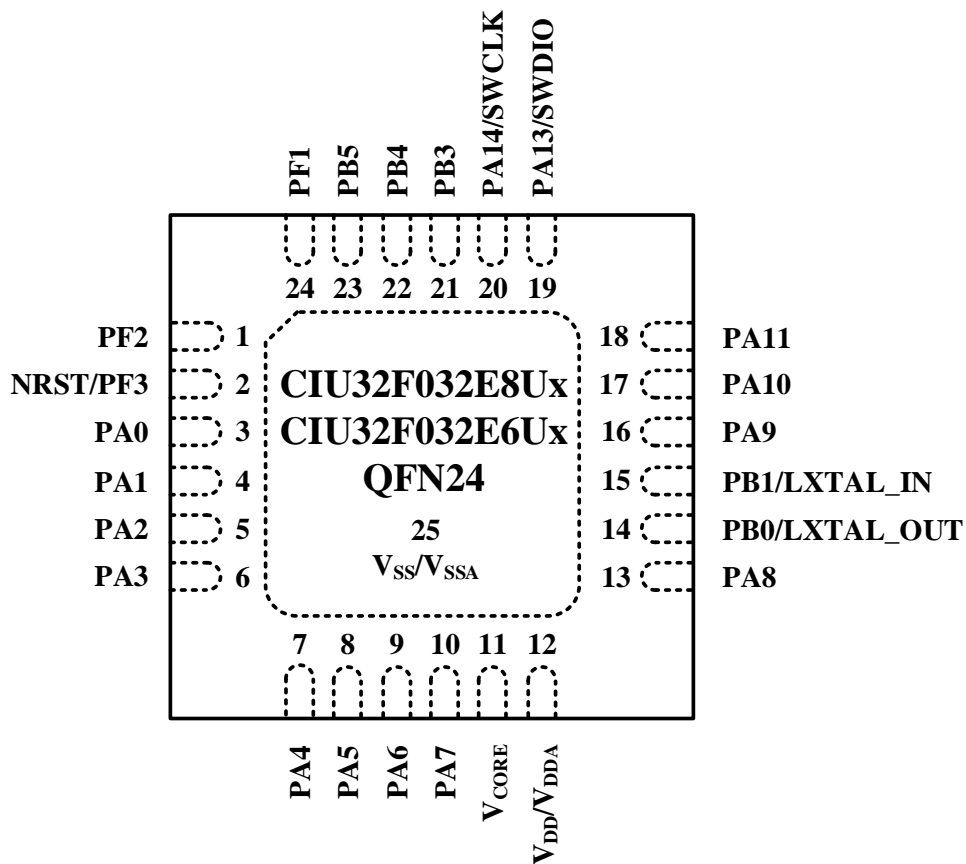 PA14/SWCLK
PA13/SWDIO
PF1
PB5
PB4
PB3
24 23 22 21 20 19
PF2 1
NRST/PF3 2
PA0 3
PA1 4
PA2 5
PA3 6
CIU32F032E8Ux
CIU32F032E6Ux
QFN24
25
VSS/VSSA
18 PA11
17 PA10
16 PA9
15 PB1/LXTAL_IN
14 PB0/LXTAL_OUT
13 PA8
7 8 9 10 11 12
PA4
PA5
PA6
PA7
VCORE
VDD/VDDA